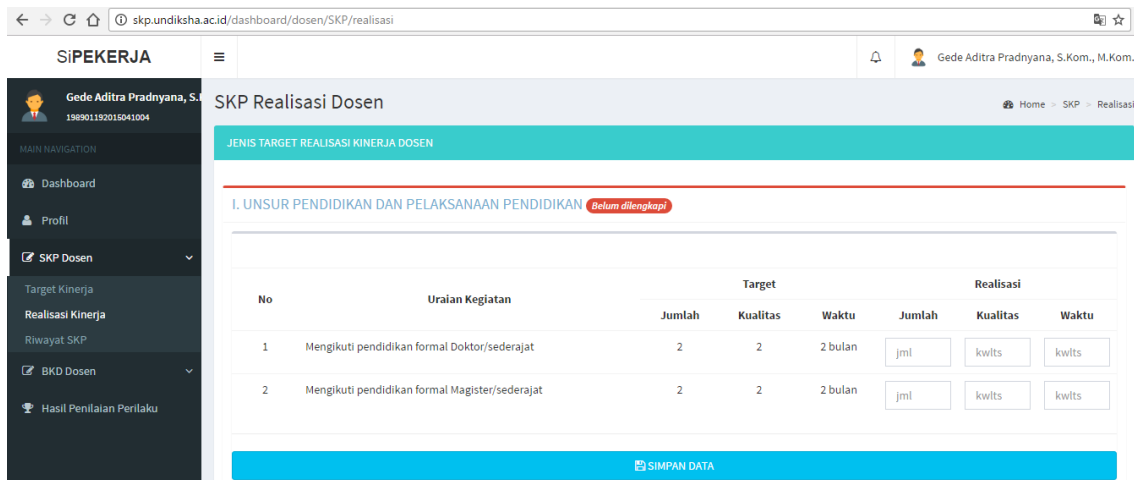 skp.undiksha.ac.id/dashboard/dosen/SKP/realisasi
SiPEKERJA
Gede Aditra Pradnyana, S.Kom., M.Kom.
Gede Aditra Pradnyana, S.
198901192015041004
MAIN NAVIGATION
Dashboard
Profil
SKP Dosen
Target Kinerja
Realisasi Kinerja
Riwayat SKP
BKD Dosen
Hasil Penilaian Perilaku
SKP Realisasi Dosen
Home > SKP > Realisasi
JENIS TARGET REALISASI KINERJA DOSEN
I. UNSUR PENDIDIKAN DAN PELAKSANAAN PENDIDIKAN Belum dilengkapi
No Uraian Kegiatan Target Realisasi
Jumlah Kualitas Waktu Jumlah Kualitas Waktu
1 Mengikuti pendidikan formal Doktor/sederajat 2 2 2 bulan jml kwlts kwlts
2 Mengikuti pendidikan formal Magister/sederajat 2 2 2 bulan jml kwlts kwlts
SIMPAN DATA